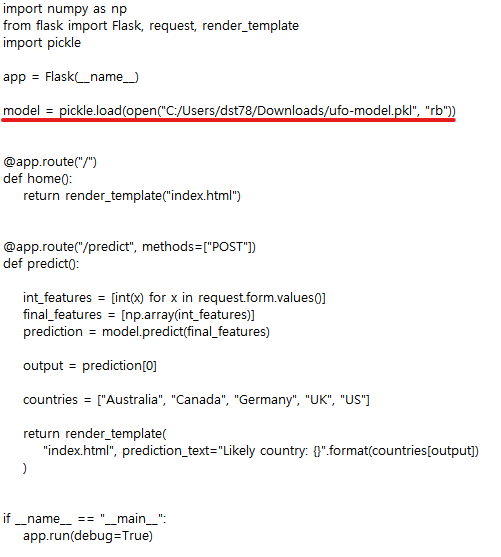 import numpy as np
from flask import Flask, request, render_template
import pickle
app = Flask(__name__)
model = pickle.load(open("C:/Users/dst78/Downloads/ufo-model.pkl", "rb"))
@app.route("/")
def home():
return render_template("index.html")
@app.route("/predict", methods=["POST"])
def predict():
int_features = [int(x) for x in request.form.values()]
final_features = [np.array(int_features)]
prediction = model.predict(final_features)
output = prediction[0]
countries = ["Australia", "Canada", "Germany", "UK", "US"]
return render_template(
"index.html", prediction_text="Likely country: {}".format(countries[output])
)
if __name__ == "__main__":
app.run(debug=True)